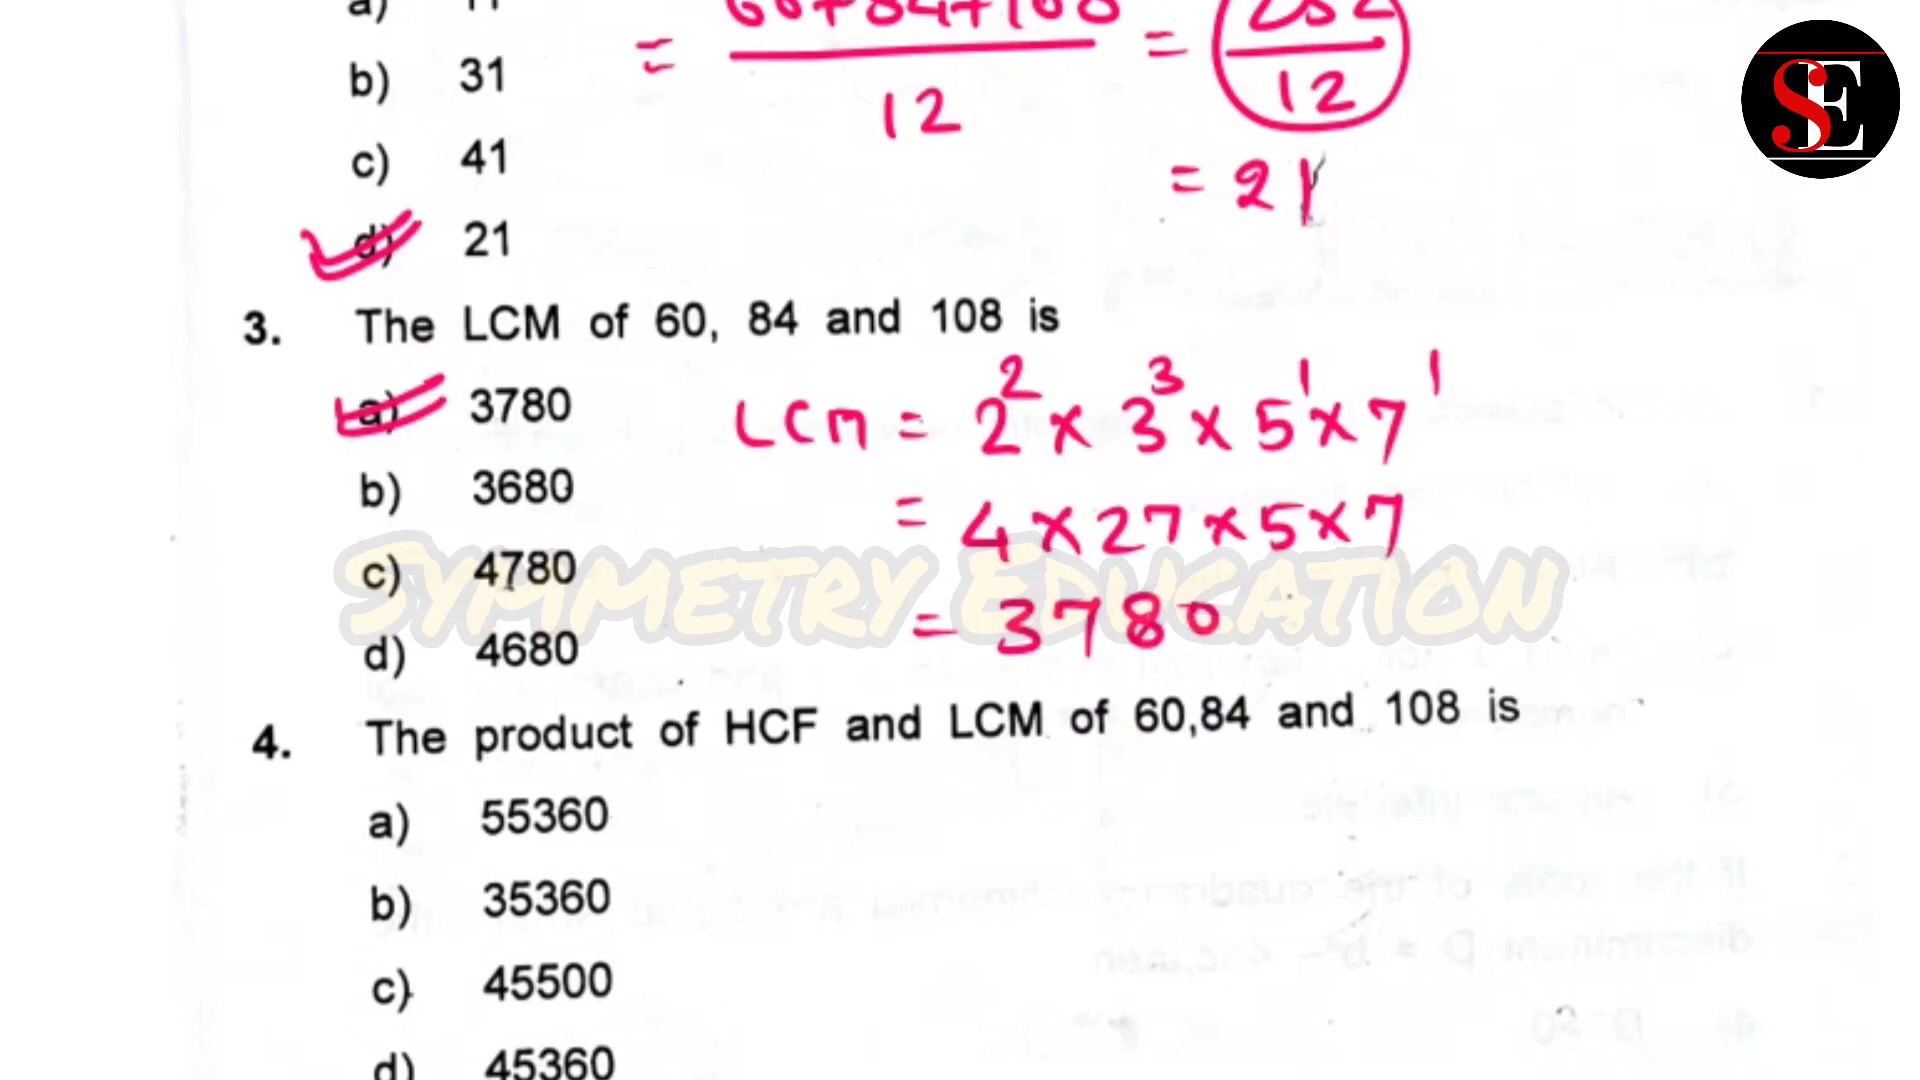 = 60+84+108 / 12 = 252 / 12
b) 31
c) 41
= 21
d) 21
3. The LCM of 60, 84 and 108 is
a) 3780
LCM = 2² × 3³ × 5¹ × 7¹
b) 3680
= 4 × 27 × 5 × 7
c) 4780
= 3780
d) 4680
SYMMETRY EDUCATION
4. The product of HCF and LCM of 60,84 and 108 is
a) 55360
b) 35360
c) 45500
d) 45360
SE